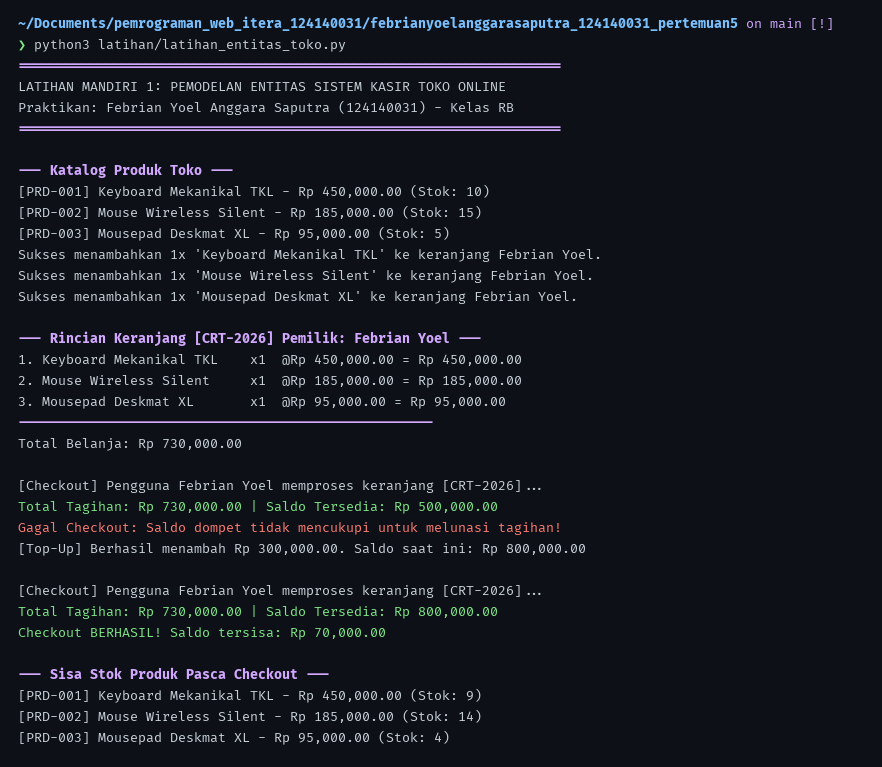 ~/Documents/pemrograman_web_itera_124140031/febrianyoelanggarasaputra_124140031_pertemuan5 on main [!]
❯ python3 latihan/latihan_entitas_toko.py
====================================================================
LATIHAN MANDIRI 1: PEMODELAN ENTITAS SISTEM KASIR TOKO ONLINE
Praktikan: Febrian Yoel Anggara Saputra (124140031) - Kelas RB
====================================================================
--- Katalog Produk Toko ---
[PRD-001] Keyboard Mekanikal TKL - Rp 450,000.00 (Stok: 10)
[PRD-002] Mouse Wireless Silent - Rp 185,000.00 (Stok: 15)
[PRD-003] Mousepad Deskmat XL - Rp 95,000.00 (Stok: 5)
Sukses menambahkan 1x 'Keyboard Mekanikal TKL' ke keranjang Febrian Yoel.
Sukses menambahkan 1x 'Mouse Wireless Silent' ke keranjang Febrian Yoel.
Sukses menambahkan 1x 'Mousepad Deskmat XL' ke keranjang Febrian Yoel.
--- Rincian Keranjang [CRT-2026] Pemilik: Febrian Yoel ---
1. Keyboard Mekanikal TKL    x1  @Rp 450,000.00 = Rp 450,000.00
2. Mouse Wireless Silent     x1  @Rp 185,000.00 = Rp 185,000.00
3. Mousepad Deskmat XL       x1  @Rp 95,000.00 = Rp 95,000.00
----------------------------------------------------
Total Belanja: Rp 730,000.00
[Checkout] Pengguna Febrian Yoel memproses keranjang [CRT-2026]...
Total Tagihan: Rp 730,000.00 | Saldo Tersedia: Rp 500,000.00
Gagal Checkout: Saldo dompet tidak mencukupi untuk melunasi tagihan!
[Top-Up] Berhasil menambah Rp 300,000.00. Saldo saat ini: Rp 800,000.00
[Checkout] Pengguna Febrian Yoel memproses keranjang [CRT-2026]...
Total Tagihan: Rp 730,000.00 | Saldo Tersedia: Rp 800,000.00
Checkout BERHASIL! Saldo tersisa: Rp 70,000.00
--- Sisa Stok Produk Pasca Checkout ---
[PRD-001] Keyboard Mekanikal TKL - Rp 450,000.00 (Stok: 9)
[PRD-002] Mouse Wireless Silent - Rp 185,000.00 (Stok: 14)
[PRD-003] Mousepad Deskmat XL - Rp 95,000.00 (Stok: 4)